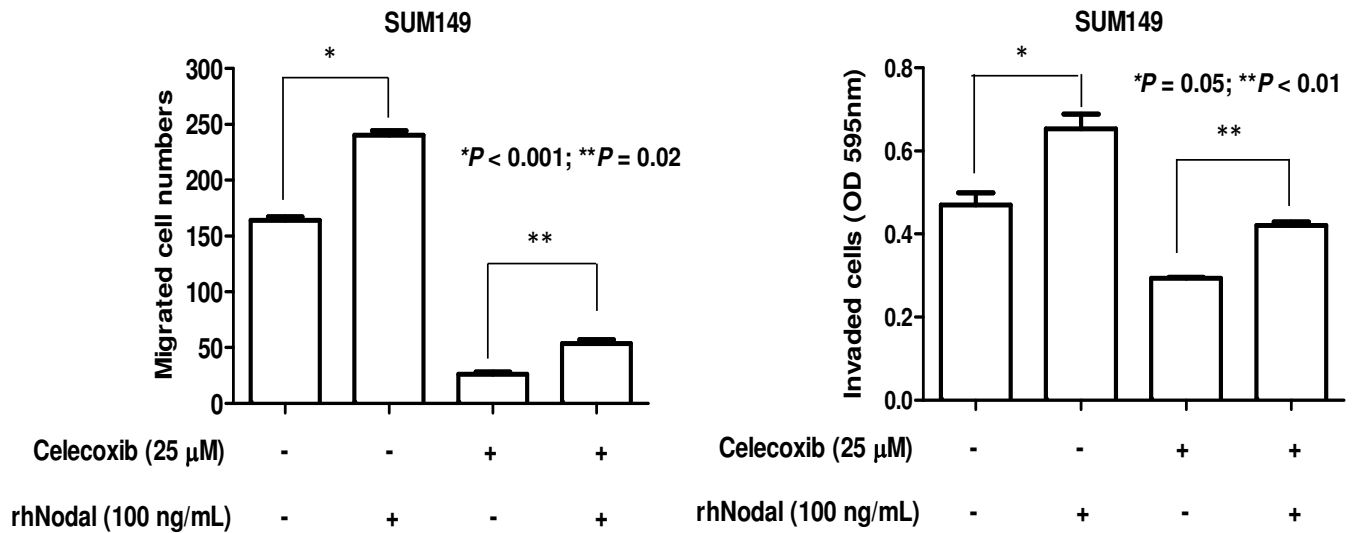 SUM149
*
300
250
200
150
100
50
0
Migrated cell numbers
*P < 0.001; **P = 0.02
**
Celecoxib (25 μM) - - + +
rhNodal (100 ng/mL) - + - +
SUM149
*
0.8
0.6
0.4
0.2
0.0
Invaded cells (OD 595nm)
*P = 0.05; **P < 0.01
**
Celecoxib (25 μM) - - + +
rhNodal (100 ng/mL) - + - +